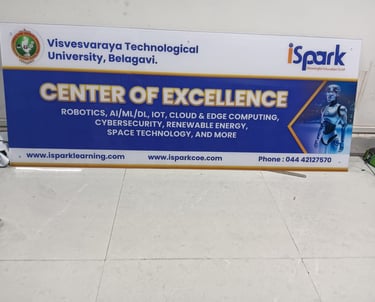 Visvesvaraya Technological
University, Belagavi.
iSpark
CENTER OF EXCELLENCE
ROBOTICS, AI/ML/DL, IOT, CLOUD & EDGE COMPUTING,
CYBERSECURITY, RENEWABLE ENERGY,
SPACE TECHNOLOGY, AND MORE
www.isparklearning.com www.isparkcoe.com Phone : 044 42127570